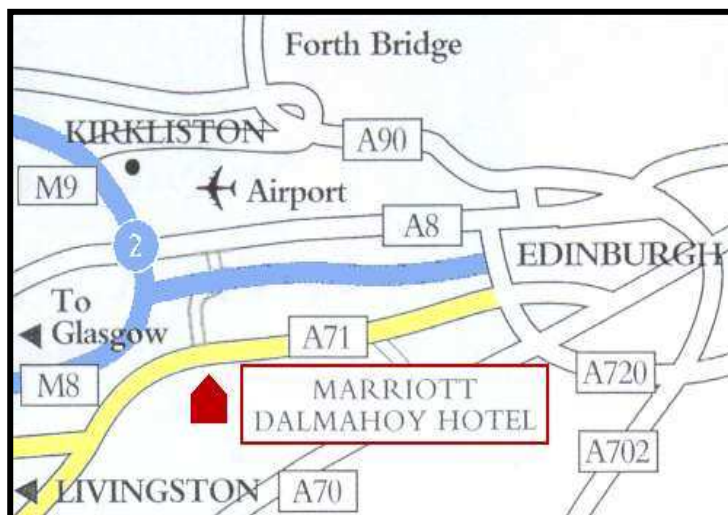 Forth Bridge
KIRKLISTON
A90
M9
Airport
A8
2
EDINBURGH
To
Glasgow
A71
M8
A720
MARRIOTT
DALMAHOY HOTEL
A702
LIVINGSTON
A70